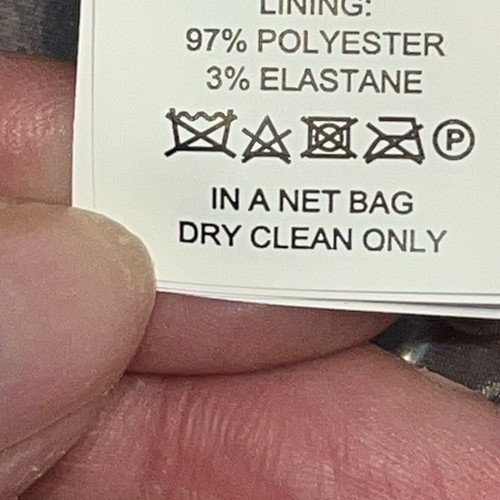 LINING:
97% POLYESTER
3% ELASTANE
P
IN A NET BAG
DRY CLEAN ONLY